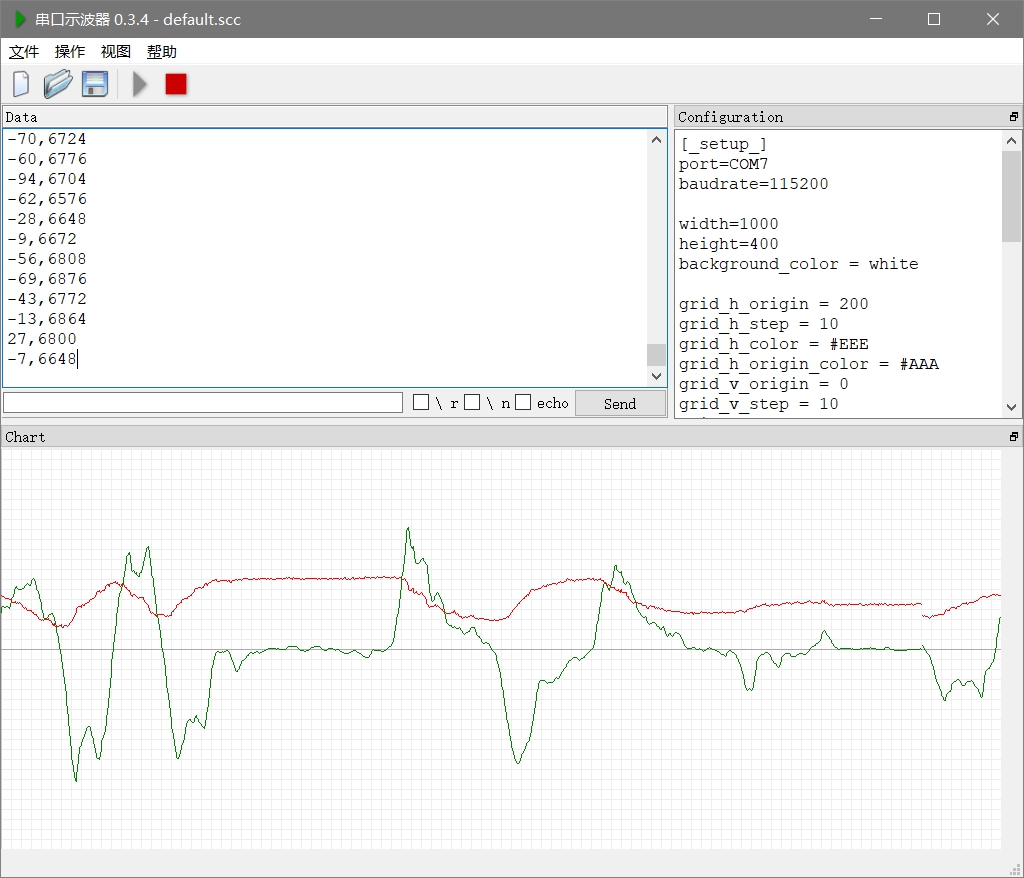 串口示波器 0.3.4 - default.scc
文件 操作 视图 帮助
Data
-70,6724
-60,6776
-94,6704
-62,6576
-28,6648
-9,6672
-56,6808
-69,6876
-43,6772
-13,6864
27,6800
-7,6648
\ r \ n echo Send
Configuration
[_setup_]
port=COM7
baudrate=115200
width=1000
height=400
background_color = white
grid_h_origin = 200
grid_h_step = 10
grid_h_color = #EEE
grid_h_origin_color = #AAA
grid_v_origin = 0
grid_v_step = 10
Chart